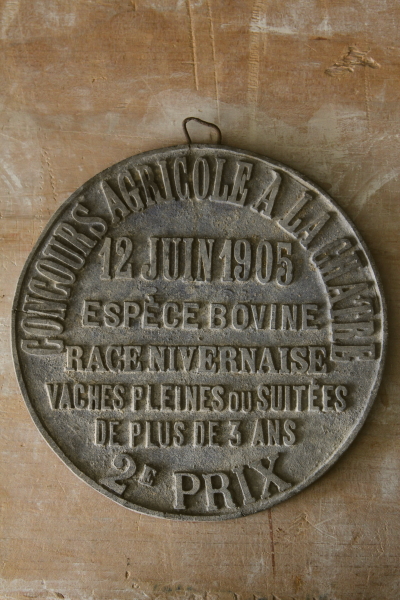 CONCOURS AGRICOLE A LA CHATRE
12 JUIN 1905
ESPÈCE BOVINE
RACE NIVERNAISE
VACHES PLEINES OU SUITÉES
DE PLUS DE 3 ANS
2E PRIX